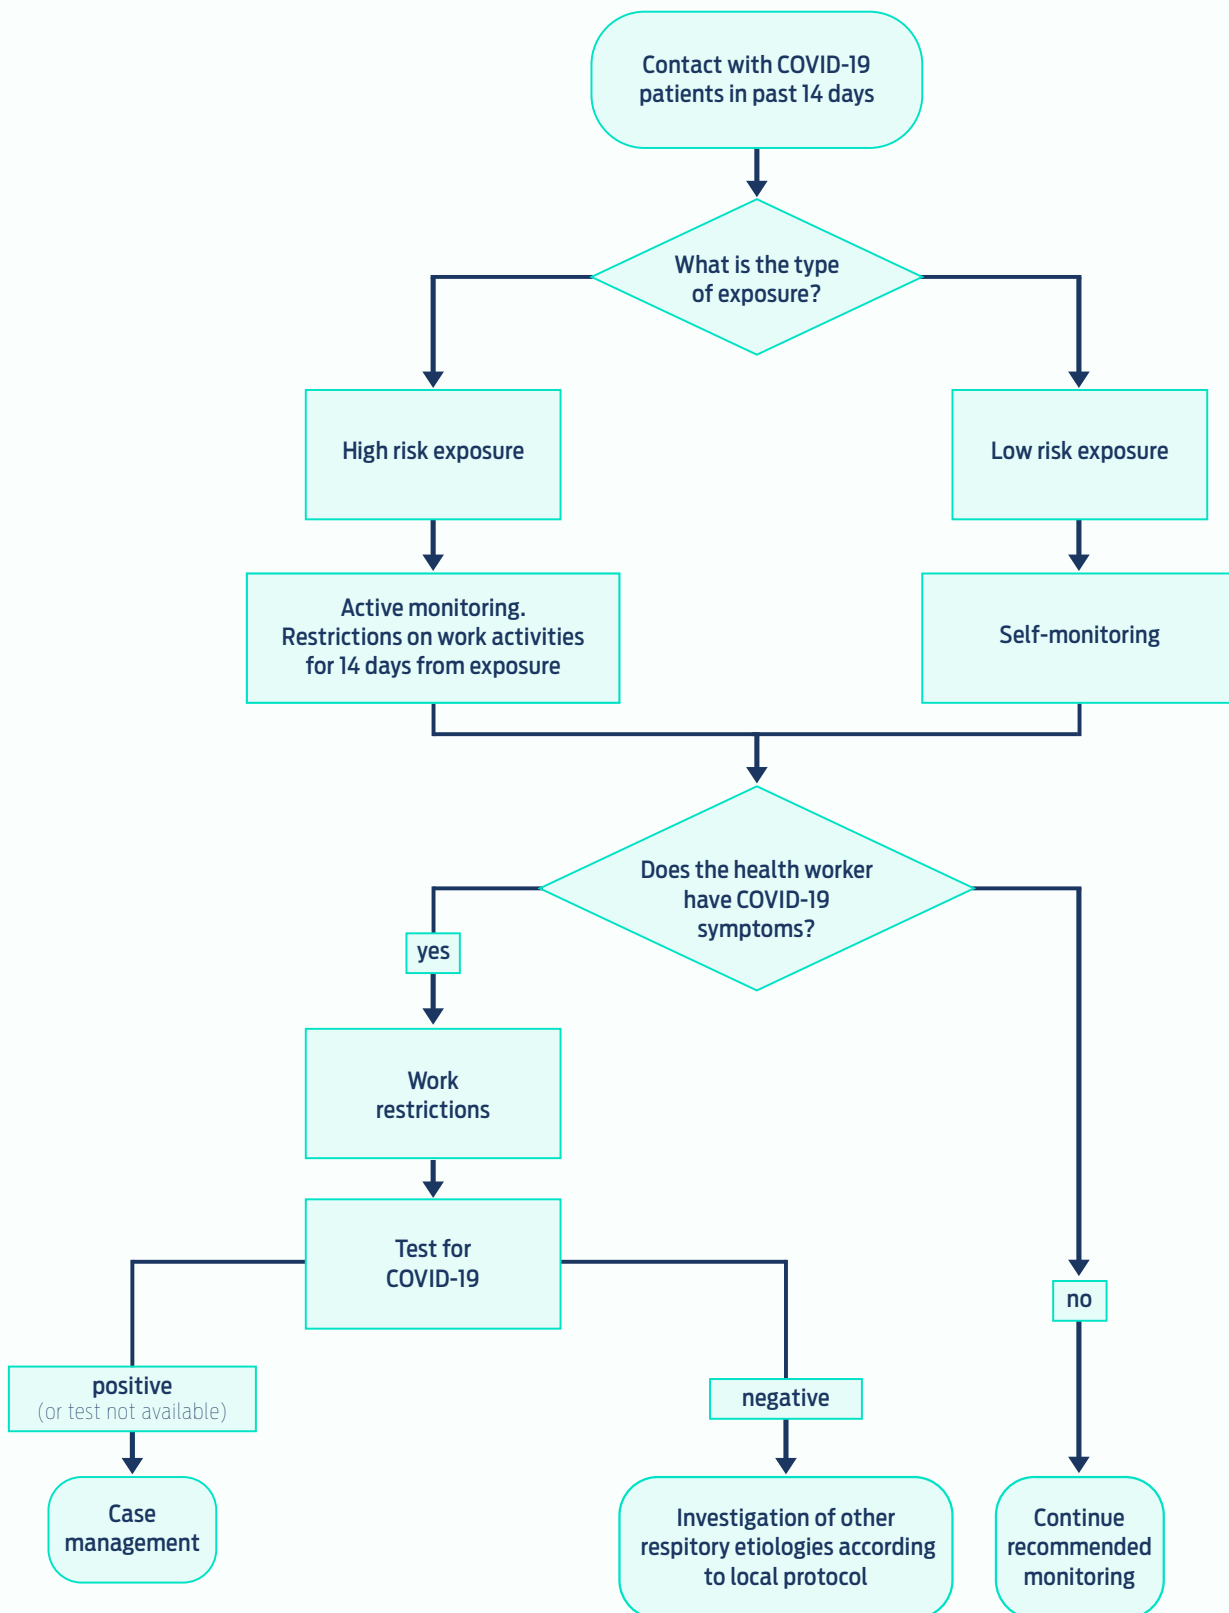 Contact with COVID-19
patients in past 14 days
What is the type
of exposure?
High risk exposure
Low risk exposure
Active monitoring.
Restrictions on work activities
for 14 days from exposure
Self-monitoring
Does the health worker
have COVID-19
symptoms?
yes
Work
restrictions
Test for
COVID-19
no
positive
(or test not available)
negative
Case
management
Investigation of other
respitory etiologies according
to local protocol
Continue
recommended
monitoring